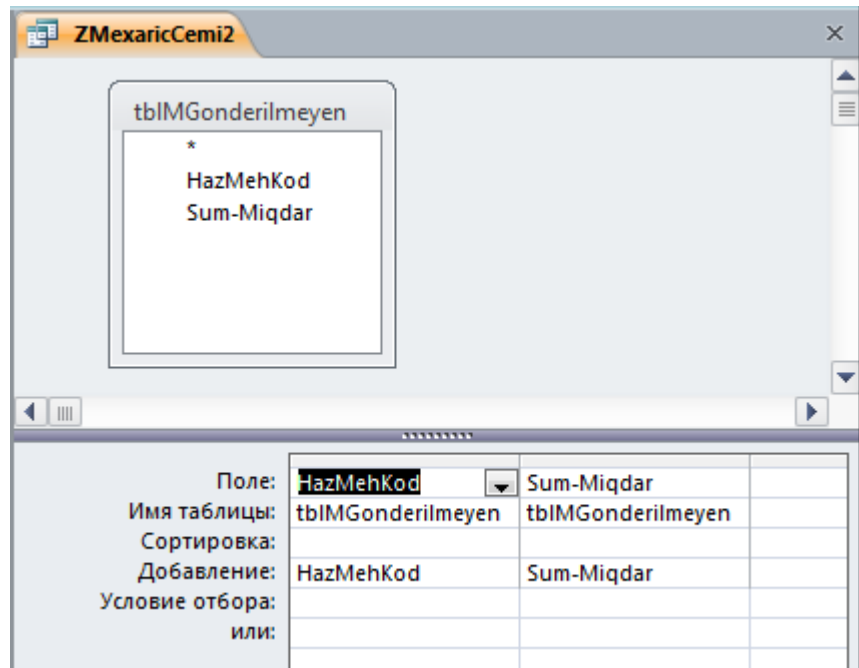 ZMexaricCemi2
tblMGonderilmeyen
*
HazMehKod
Sum-Miqdar
Поле: HazMehKod Sum-Miqdar
Имя таблицы: tblMGonderilmeyen tblMGonderilmeyen
Сортировка:
Добавление: HazMehKod Sum-Miqdar
Условие отбора:
или: